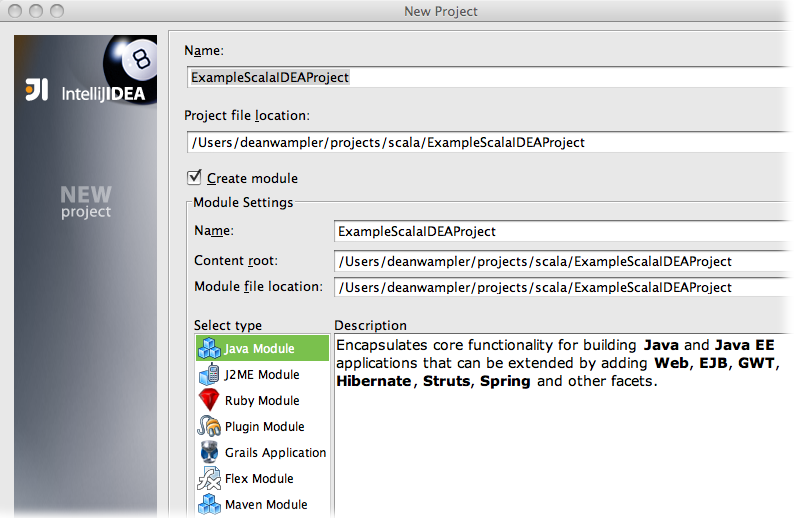 New Project
IntelliJIDEA
NEW
project
Name:
ExampleScalaIDEAProject
Project file location:
/Users/deanwampler/projects/scala/ExampleScalaIDEAProject
Create module
Module Settings
Name:
ExampleScalaIDEAProject
Content root:
/Users/deanwampler/projects/scala/ExampleScalaIDEAProject
Module file location:
/Users/deanwampler/projects/scala/ExampleScalaIDEAProject
Select type
Java Module
J2ME Module
Ruby Module
Plugin Module
Grails Application
Flex Module
Maven Module
Description
Encapsulates core functionality for building Java and Java EE
applications that can be extended by adding Web, EJB, GWT,
Hibernate, Struts, Spring and other facets.
8